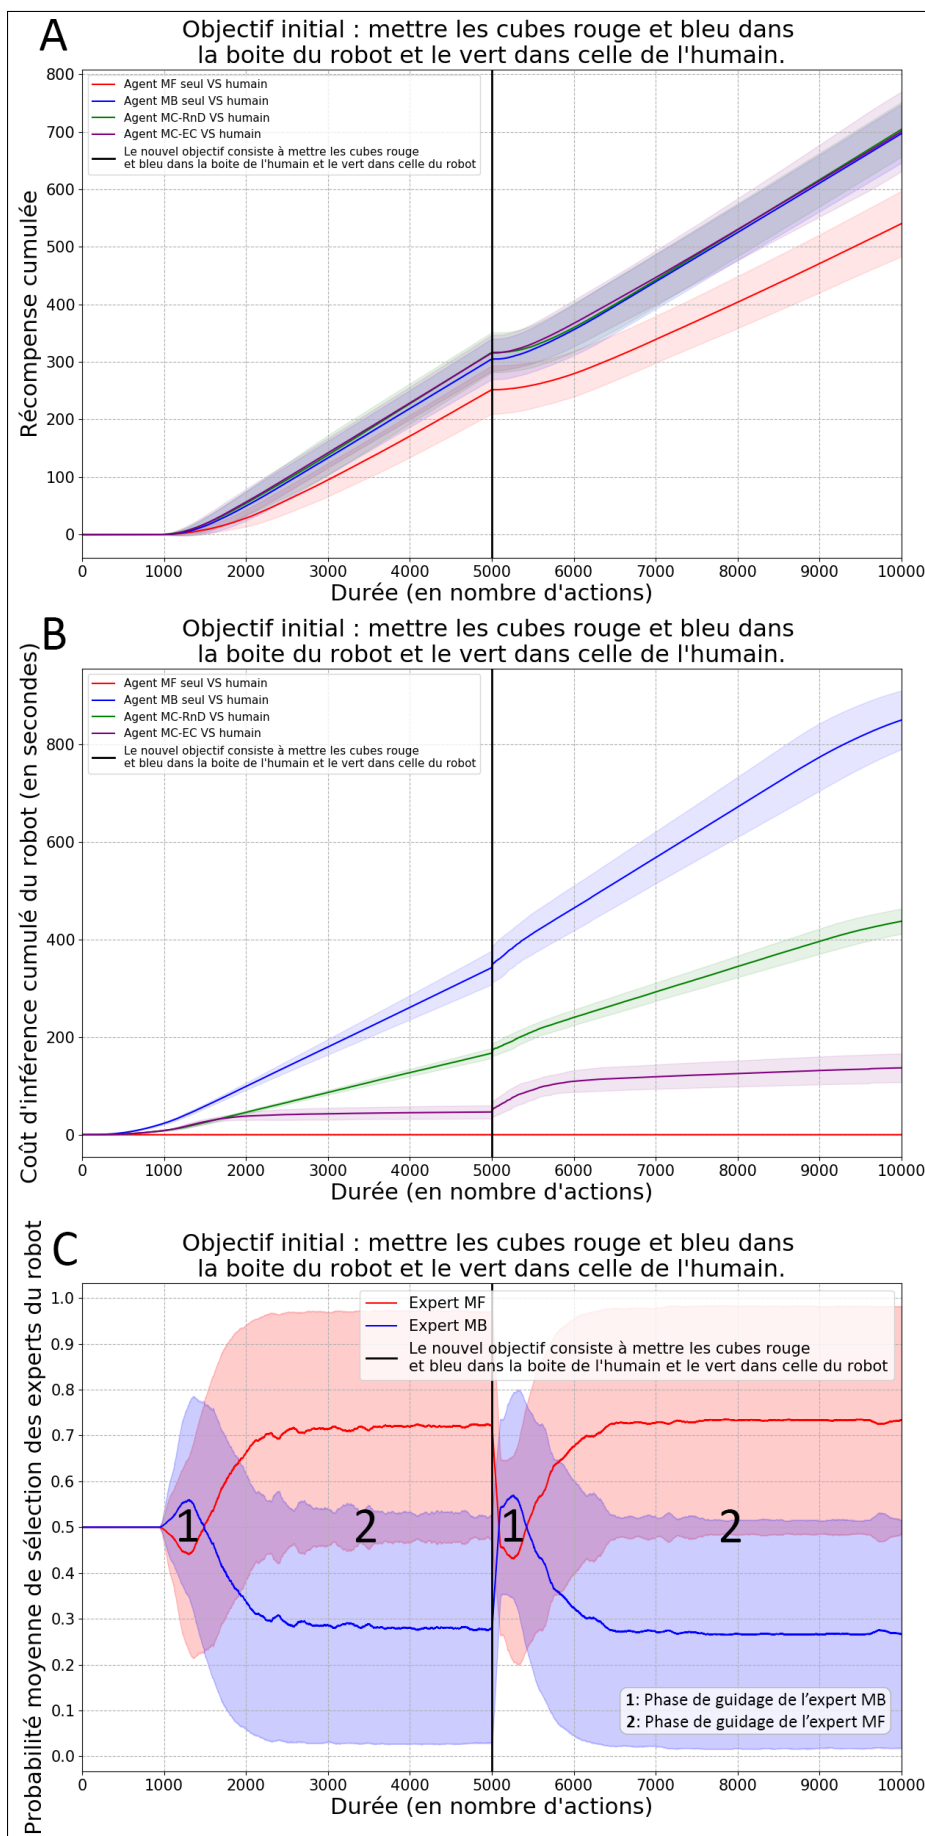 A
Objectif initial : mettre les cubes rouge et bleu dans
la boite du robot et le vert dans celle de l'humain.
Récompense cumulée
800
700
600
500
400
300
200
100
0
Agent MF seul VS humain
Agent MB seul VS humain
Agent MC-RnD VS humain
Agent MC-EC VS humain
Le nouvel objectif consiste à mettre les cubes rouge
et bleu dans la boite de l'humain et le vert dans celle du robot
0 1000 2000 3000 4000 5000 6000 7000 8000 9000 10000
Durée (en nombre d'actions)
B
Objectif initial : mettre les cubes rouge et bleu dans
la boite du robot et le vert dans celle de l'humain.
Coût d'inférence cumulé du robot (en secondes)
800
600
400
200
0
Agent MF seul VS humain
Agent MB seul VS humain
Agent MC-RnD VS humain
Agent MC-EC VS humain
Le nouvel objectif consiste à mettre les cubes rouge
et bleu dans la boite de l'humain et le vert dans celle du robot
0 1000 2000 3000 4000 5000 6000 7000 8000 9000 10000
Durée (en nombre d'actions)
C
Objectif initial : mettre les cubes rouge et bleu dans
la boite du robot et le vert dans celle de l'humain.
Probabilité moyenne de sélection des experts du robot
1.0
0.9
0.8
0.7
0.6
0.5
0.4
0.3
0.2
0.1
0.0
Expert MF
Expert MB
Le nouvel objectif consiste à mettre les cubes rouge
et bleu dans la boite de l'humain et le vert dans celle du robot
1 2 1 2
1: Phase de guidage de l'expert MB
2: Phase de guidage de l'expert MF
0 1000 2000 3000 4000 5000 6000 7000 8000 9000 10000
Durée (en nombre d'actions)